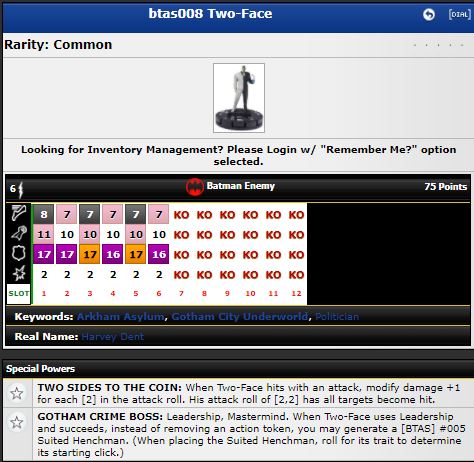 btas008 Two-Face
[DIAL]
Rarity: Common
Looking for Inventory Management? Please Login w/ "Remember Me?" option
selected.
6 Batman Enemy 75 Points
8 7 7 7 7 7 KO KO KO KO KO KO
11 10 10 10 10 10 KO KO KO KO KO KO
17 17 17 16 17 16 KO KO KO KO KO KO
2 2 2 2 2 2 KO KO KO KO KO KO
SLOT 1 2 3 4 5 6 7 8 9 10 11 12
Keywords: Arkham Asylum, Gotham City Underworld, Politician
Real Name: Harvey Dent
Special Powers
TWO SIDES TO THE COIN: When Two-Face hits with an attack, modify damage +1
for each [2] in the attack roll. His attack roll of [2,2] has all targets become hit.
GOTHAM CRIME BOSS: Leadership, Mastermind. When Two-Face uses Leadership
and succeeds, instead of removing an action token, you may generate a [BTAS] #005
Suited Henchman. (When placing the Suited Henchman, roll for its trait to determine
its starting click.)